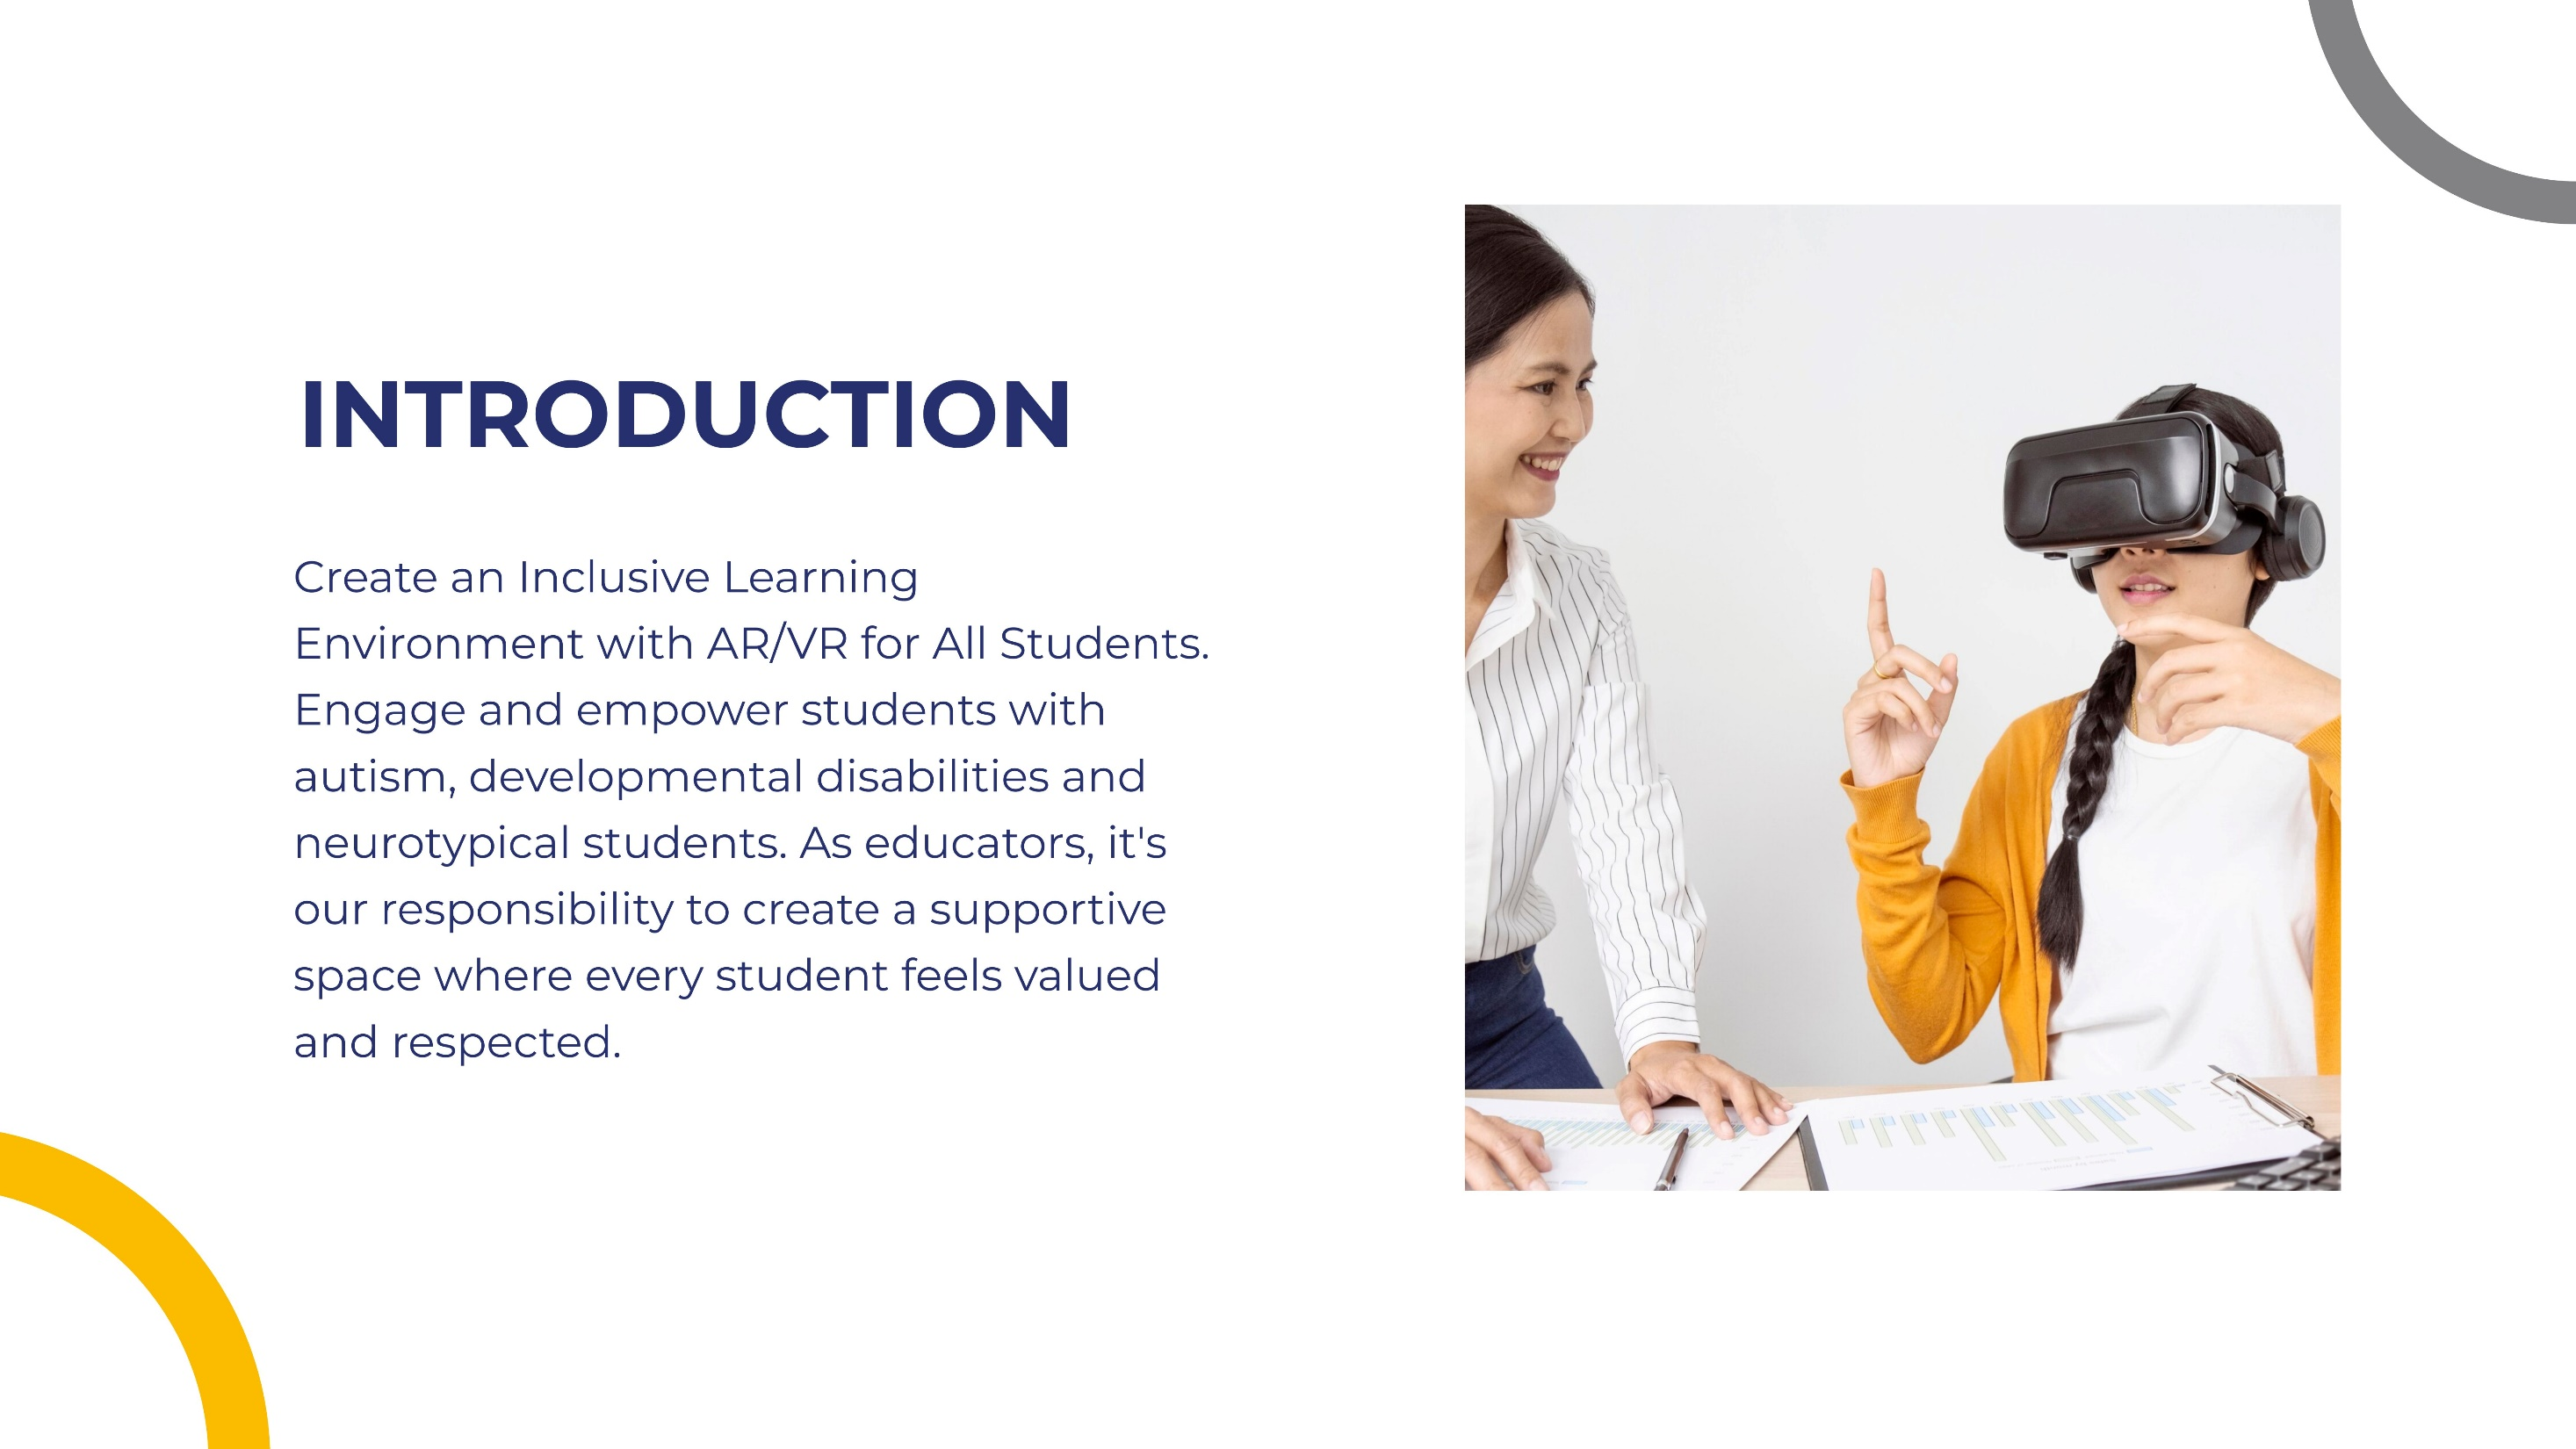 INTRODUCTION
Create an Inclusive Learning
Environment with AR/VR for All Students.
Engage and empower students with
autism, developmental disabilities and
neurotypical students. As educators, it's
our responsibility to create a supportive
space where every student feels valued
and respected.